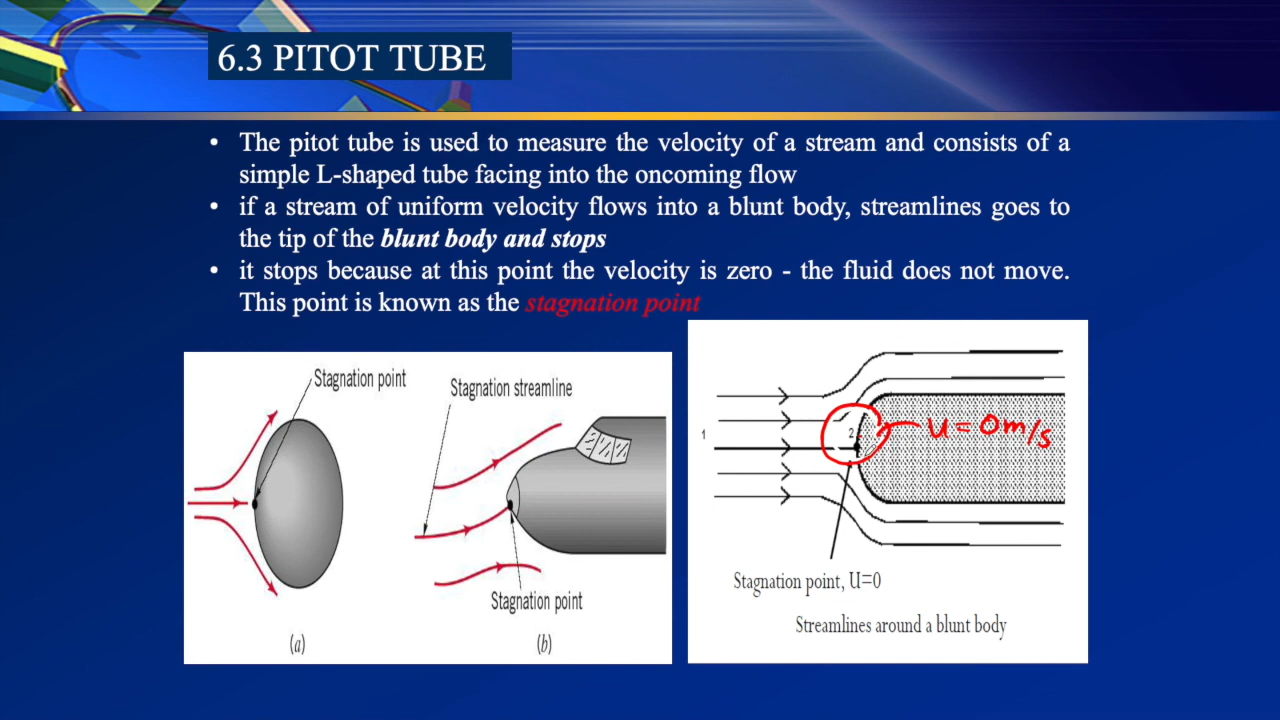 6.3 PITOT TUBE
• The pitot tube is used to measure the velocity of a stream and consists of a
simple L-shaped tube facing into the oncoming flow
• if a stream of uniform velocity flows into a blunt body, streamlines goes to
the tip of the blunt body and stops
• it stops because at this point the velocity is zero - the fluid does not move.
This point is known as the stagnation point
Stagnation point
Stagnation streamline
Stagnation point
(a)
(b)
1
2
u = 0m/s
Stagnation point, U=0
Streamlines around a blunt body